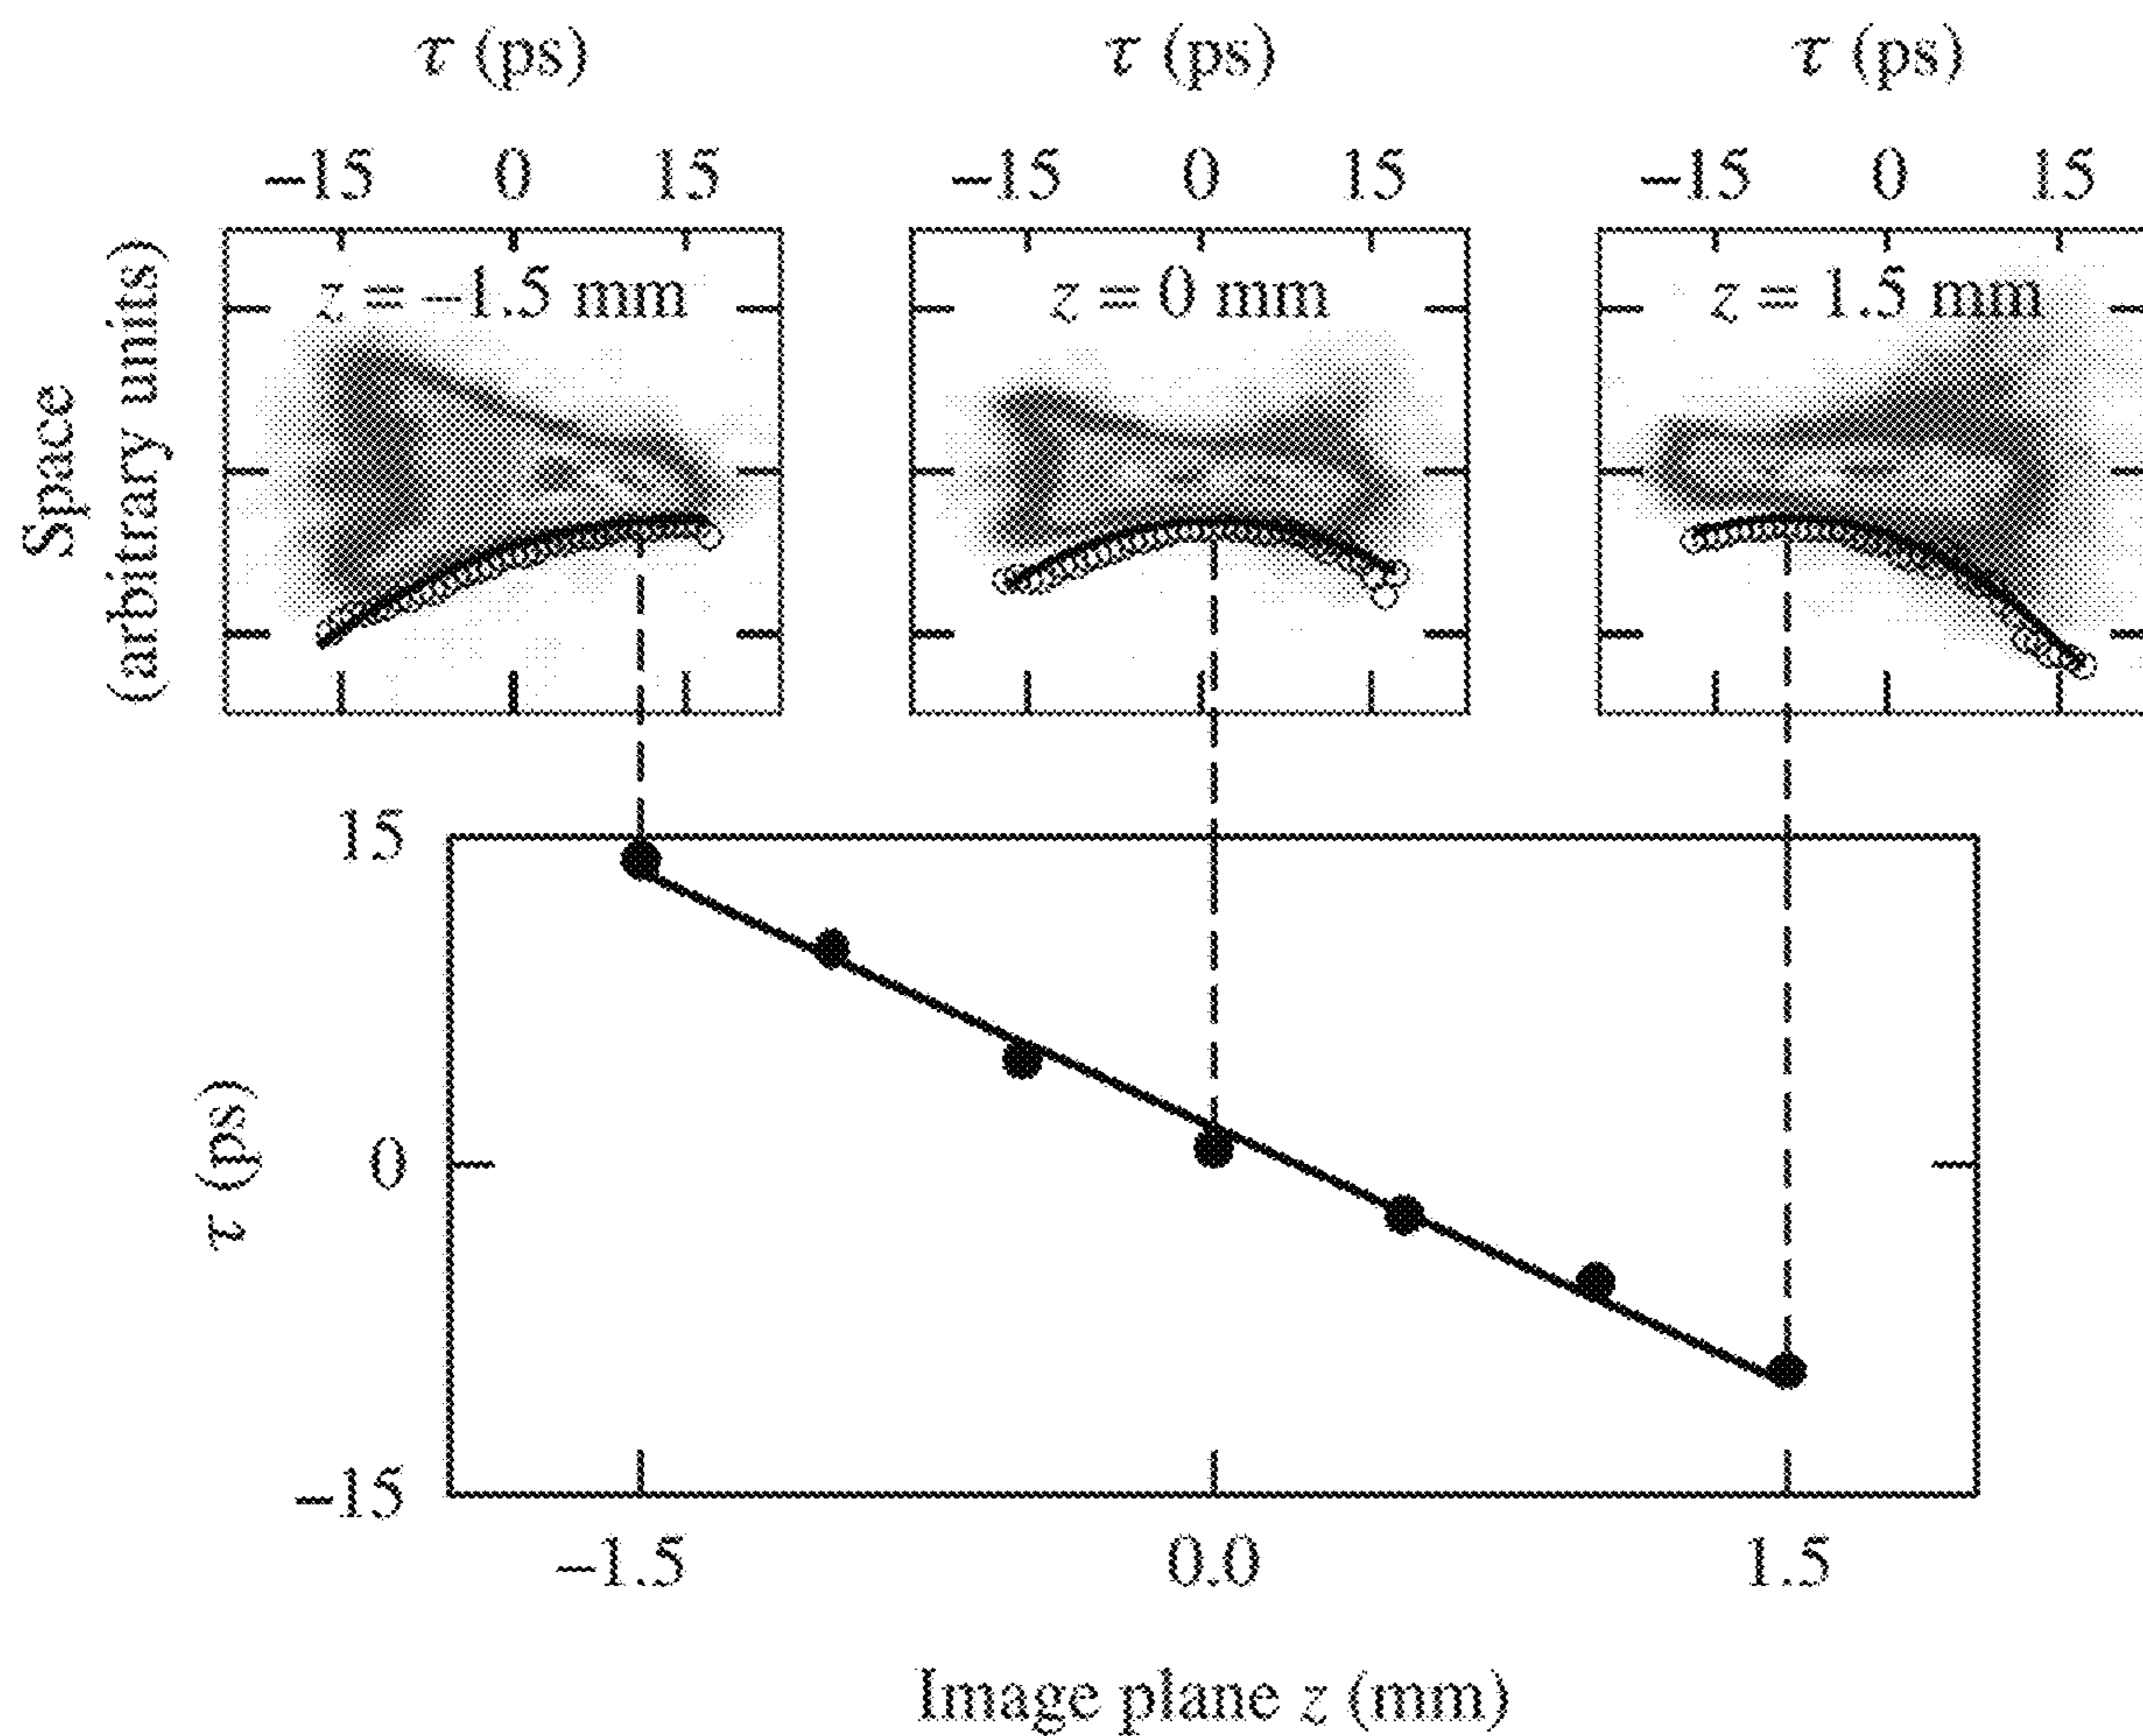 τ (ps) τ (ps) τ (ps)
–15 0 15 –15 0 15 –15 0 15
Space
(arbitrary units)
z = –1.5 mm z = 0 mm z = 1.5 mm
15
0
–15
τ (ps)
–1.5 0.0 1.5
Image plane z (mm)